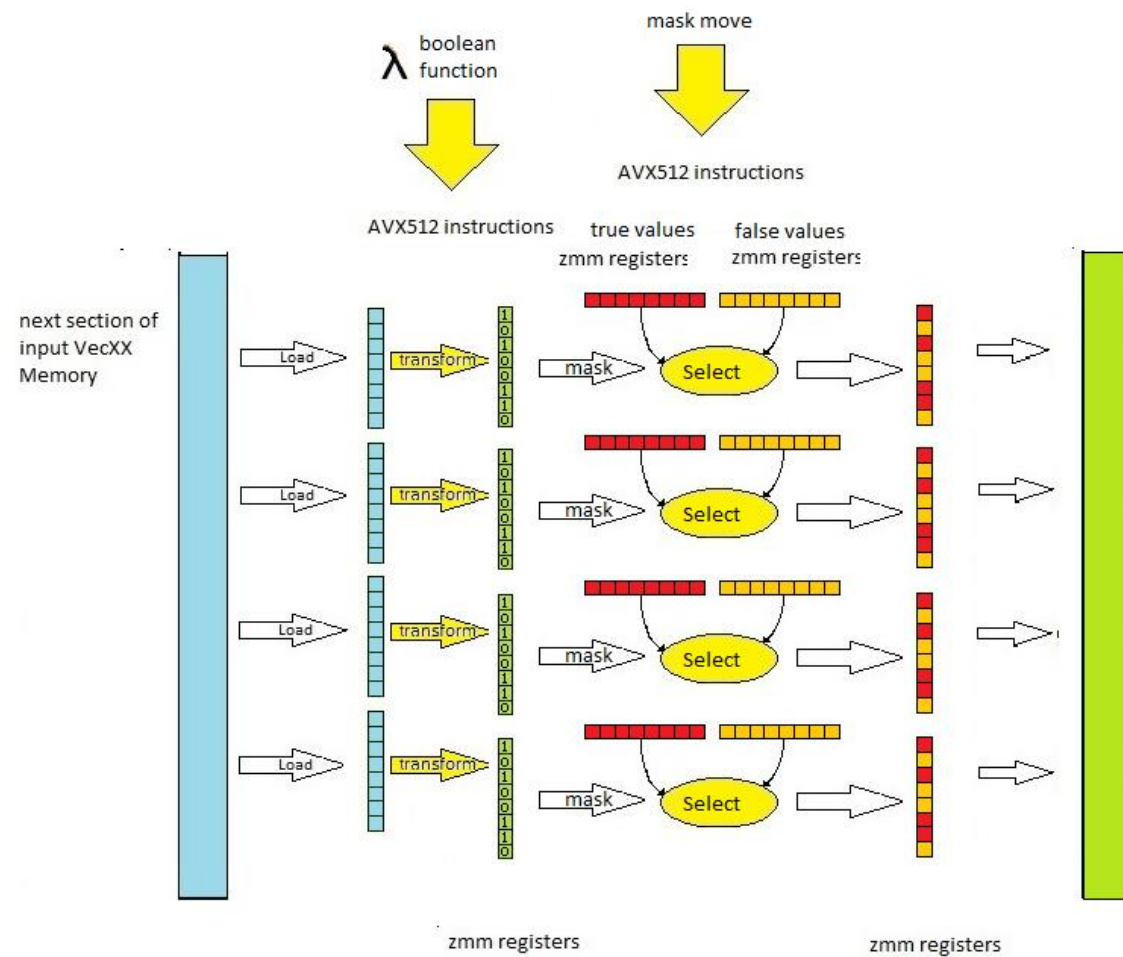 λ boolean
function
mask move
AVX512 instructions
AVX512 instructions
true values
zmm registers
false values
zmm registers
next section of
input VecXX
Memory
Load
transform
1
0
1
0
0
1
1
0
mask
Select
Load
transform
1
0
1
0
0
1
1
0
mask
Select
Load
transform
1
0
1
0
0
1
1
0
mask
Select
Load
transform
1
0
1
0
0
1
1
0
mask
Select
zmm registers
zmm registers